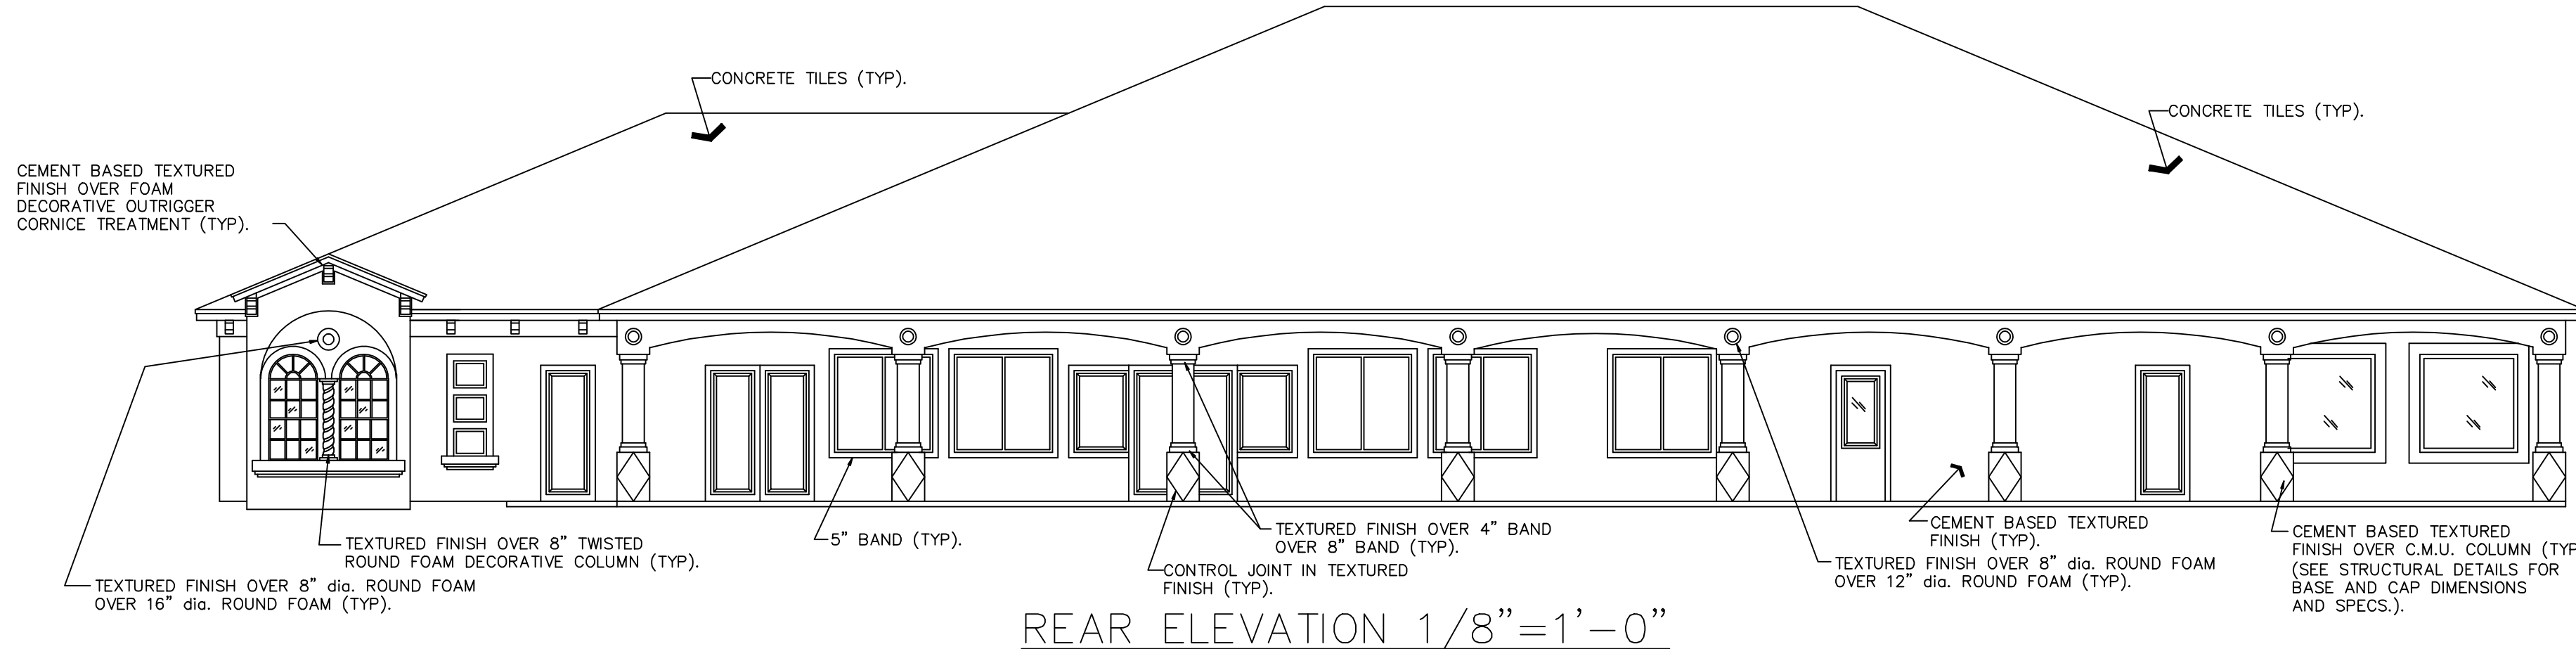 CONCRETE TILES (TYP).
CONCRETE TILES (TYP).
CEMENT BASED TEXTURED
FINISH OVER FOAM
DECORATIVE OUTRIGGER
CORNICE TREATMENT (TYP).
TEXTURED FINISH OVER 8" TWISTED
ROUND FOAM DECORATIVE COLUMN (TYP).
TEXTURED FINISH OVER 8" dia. ROUND FOAM
OVER 16" dia. ROUND FOAM (TYP).
5" BAND (TYP).
TEXTURED FINISH OVER 4" BAND
OVER 8" BAND (TYP).
CONTROL JOINT IN TEXTURED
FINISH (TYP).
CEMENT BASED TEXTURED
FINISH (TYP).
TEXTURED FINISH OVER 8" dia. ROUND FOAM
OVER 12" dia. ROUND FOAM (TYP).
CEMENT BASED TEXTURED
FINISH OVER C.M.U. COLUMN (TYP
(SEE STRUCTURAL DETAILS FOR
BASE AND CAP DIMENSIONS
AND SPECS.).
REAR ELEVATION 1/8"=1'-0"